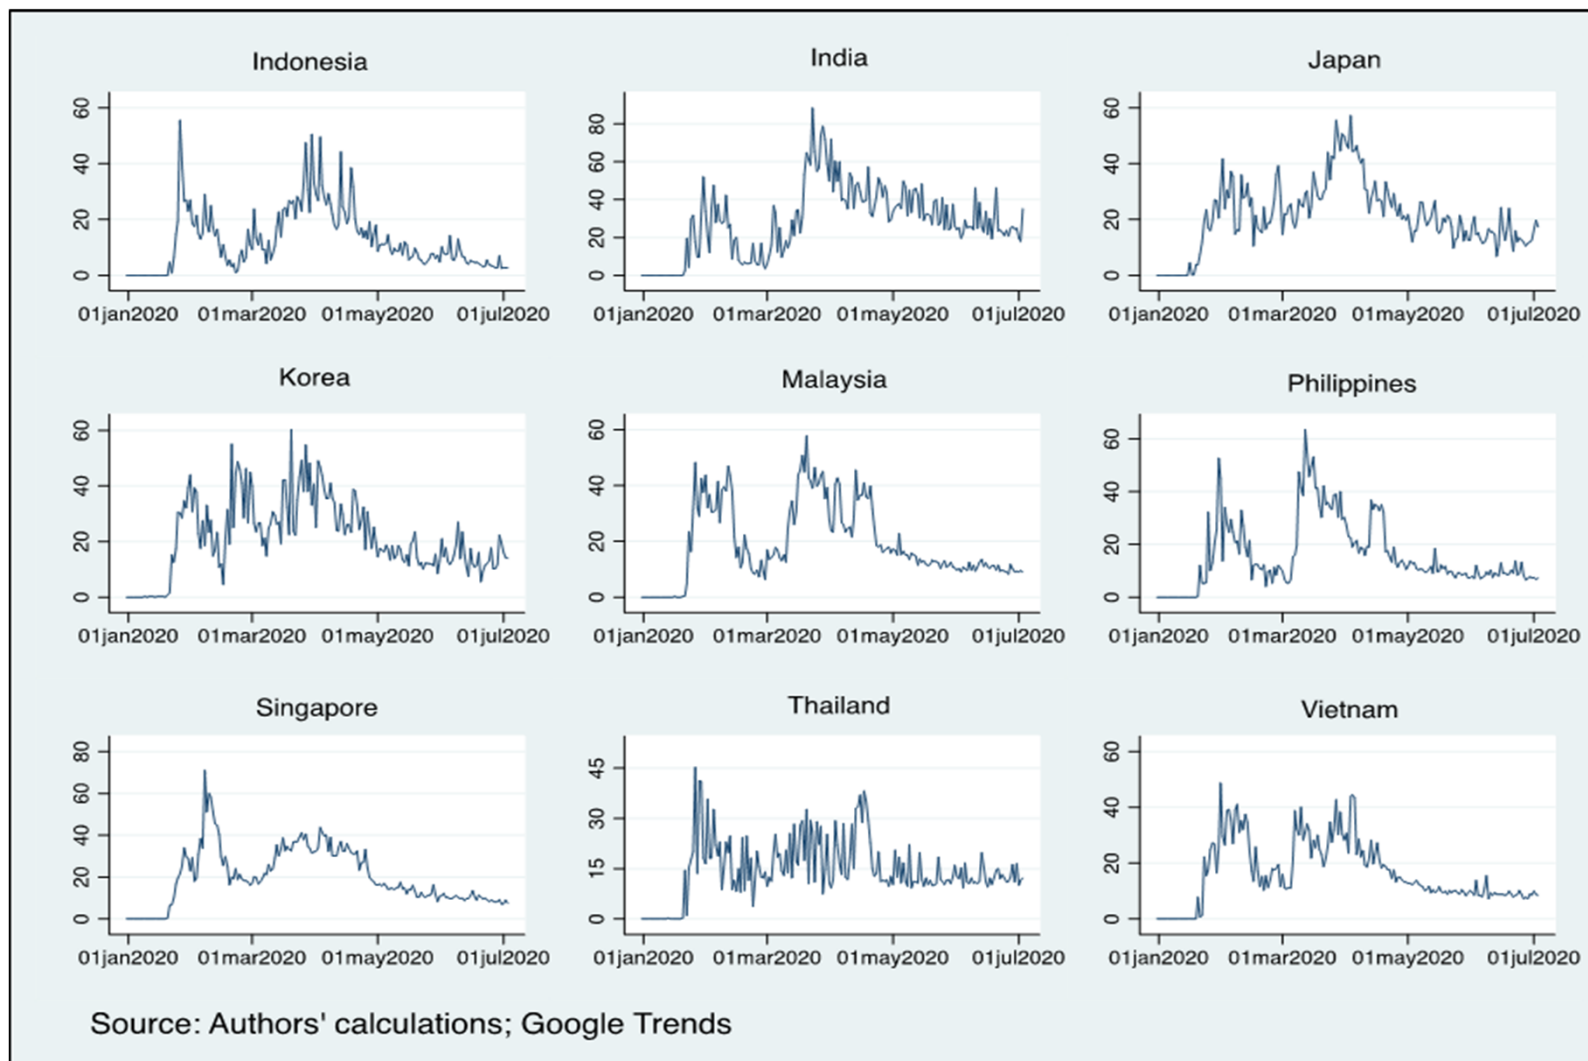 Indonesia
India
Japan
60
40
20
0
01jan2020 01mar2020 01may2020 01jul2020
80
60
40
20
0
01jan2020 01mar2020 01may2020 01jul2020
60
40
20
0
01jan2020 01mar2020 01may2020 01jul2020
Korea
Malaysia
Philippines
60
40
20
0
01jan2020 01mar2020 01may2020 01jul2020
60
40
20
0
01jan2020 01mar2020 01may2020 01jul2020
60
40
20
0
01jan2020 01mar2020 01may2020 01jul2020
Singapore
Thailand
Vietnam
80
60
40
20
0
01jan2020 01mar2020 01may2020 01jul2020
45
30
15
0
01jan2020 01mar2020 01may2020 01jul2020
60
40
20
0
01jan2020 01mar2020 01may2020 01jul2020
Source: Authors' calculations; Google Trends